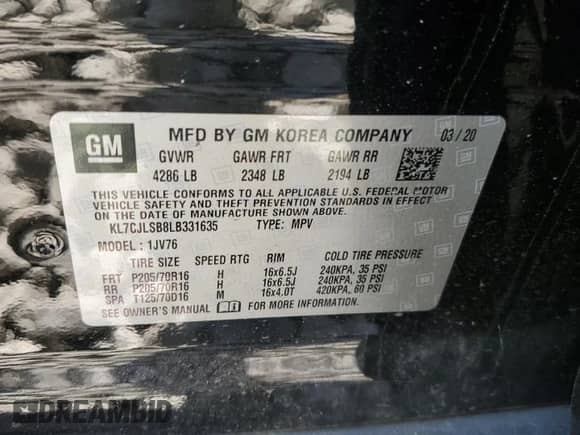 GM
MFD BY GM KOREA COMPANY 03/20
GVWR GAWR FRT GAWR RR
4286 LB 2348 LB 2194 LB
THIS VEHICLE CONFORMS TO ALL APPLICABLE U.S. FEDERAL MOTOR
VEHICLE SAFETY, BUMPER, AND THEFT PREVENTION STANDARDS IN EFFECT
ON THE DATE OF MANUFACTURE SHOWN ABOVE.
KL7CJLSB8LB331635 TYPE: MPV
MODEL: 1JV76
TIRE SIZE SPEED RTG RIM COLD TIRE PRESSURE
FRT P205/70R16 H 16x6.5J 240KPA, 35 PSI
RR P205/70R16 H 16x6.5J 240KPA, 35 PSI
SPA T125/70D16 M 16x4.0T 420KPA, 60 PSI
SEE OWNER'S MANUAL FOR MORE INFORMATION.
DREAMBID